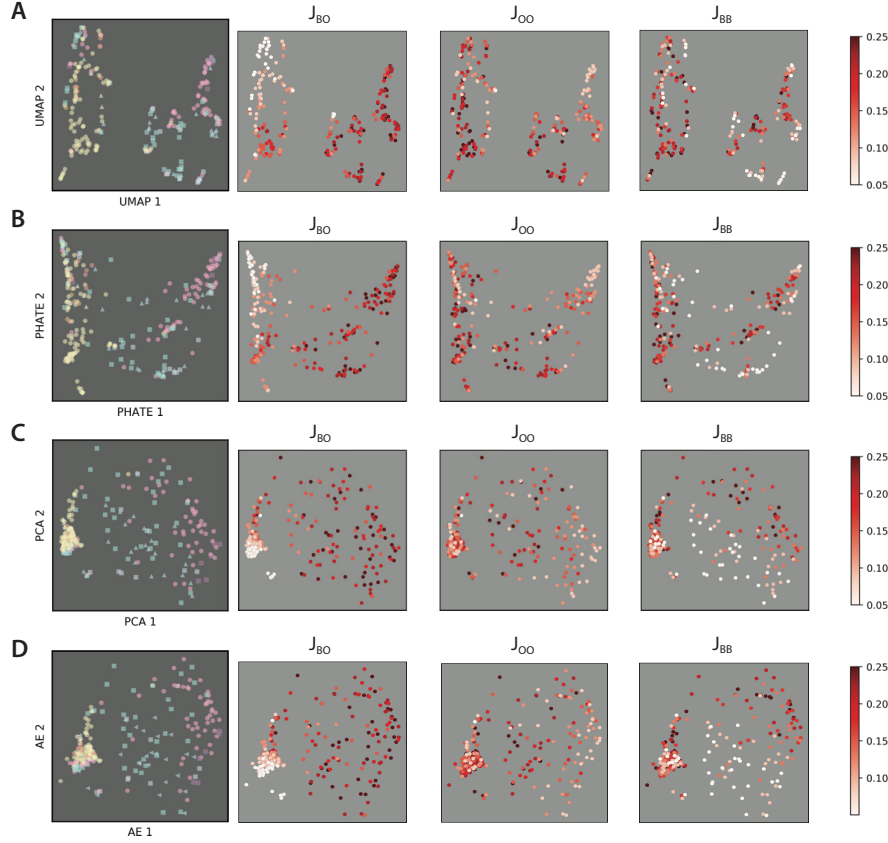 A
J_BO
J_OO
J_BB
UMAP 2
UMAP 1
0.25
0.20
0.15
0.10
0.05
B
J_BO
J_OO
J_BB
PHATE 2
PHATE 1
0.25
0.20
0.15
0.10
0.05
C
J_BO
J_OO
J_BB
PCA 2
PCA 1
0.25
0.20
0.15
0.10
0.05
D
J_BO
J_OO
J_BB
AE 2
AE 1
0.25
0.20
0.15
0.10